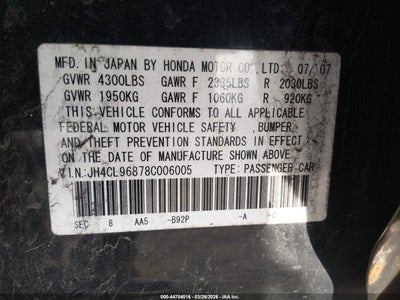 MFD. IN JAPAN BY HONDA MOTOR CO.,LTD. 07/'07
GVWR 4300LBS GAWR F 2335LBS R 2030LBS
GVWR 1950KG GAWR F 1060KG R 920KG
THIS VEHICLE CONFORMS TO ALL APPLICABLE
FEDERAL MOTOR VEHICLE SAFETY , BUMPER,
AND THEFT PREVENTION STANDARDS IN EFFECT
ON THE DATE OF MANUFACTURE SHOWN ABOVE.
V.I.N:JH4CL96878C006005 TYPE: PASSENGER CAR
SEC 8 AA5 -B92P -A
000-44704016 | 03/26/2026 | IAA, Inc.